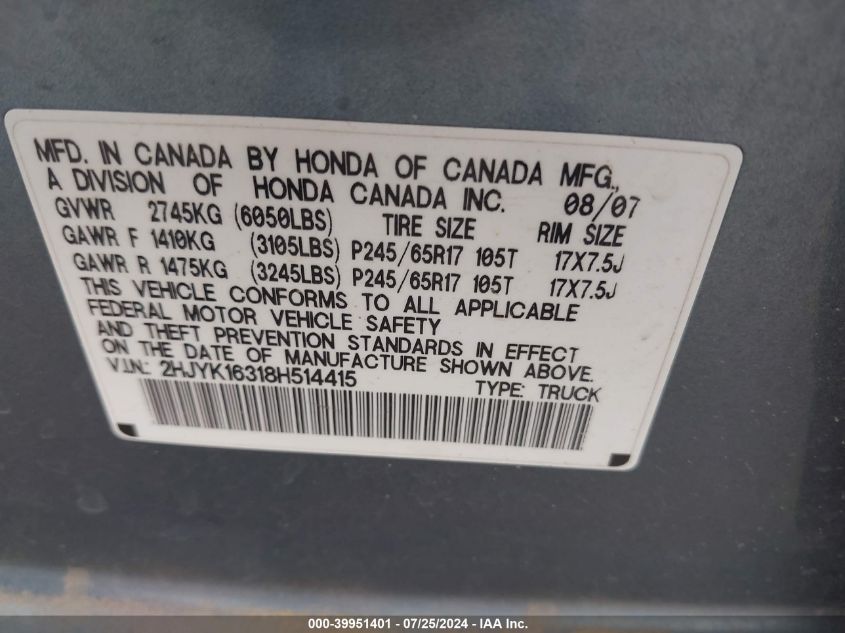 MFD. IN CANADA BY HONDA OF CANADA MFG.,
A DIVISION OF HONDA CANADA INC. 08/07
GVWR 2745KG (6050LBS) TIRE SIZE RIM SIZE
GAWR F 1410KG (3105LBS) P245/65R17 105T 17X7.5J
GAWR R 1475KG (3245LBS) P245/65R17 105T 17X7.5J
THIS VEHICLE CONFORMS TO ALL APPLICABLE
FEDERAL MOTOR VEHICLE SAFETY
AND THEFT PREVENTION STANDARDS IN EFFECT
ON THE DATE OF MANUFACTURE SHOWN ABOVE.
V.I.N.: 2HJYK16318H514415 TYPE: TRUCK
000-39951401 - 07/25/2024 - IAA Inc.